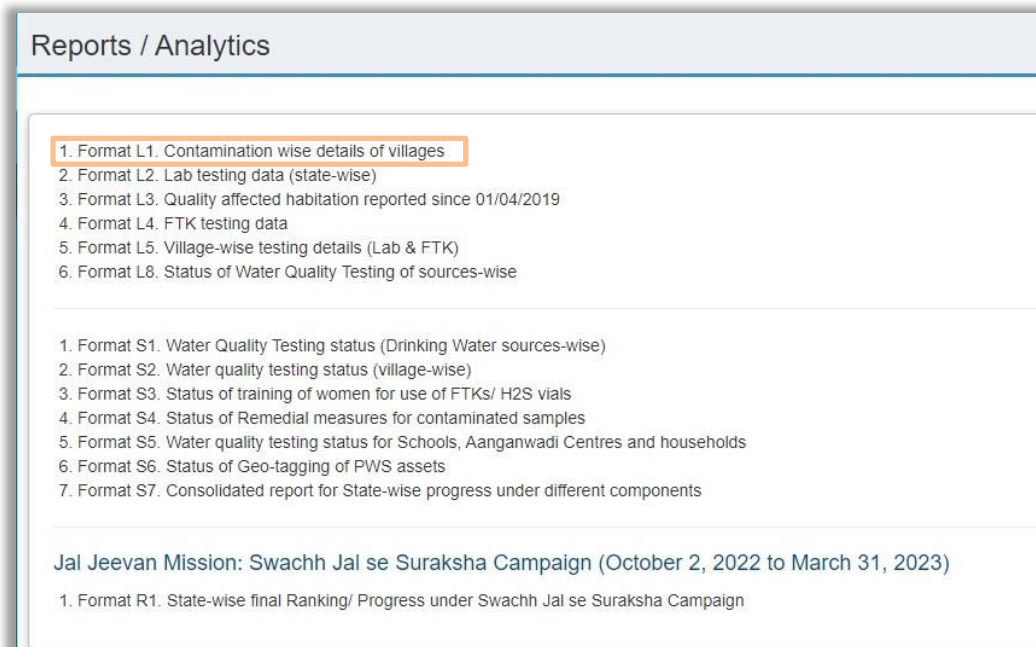 Reports / Analytics
1. Format L1. Contamination wise details of villages
2. Format L2. Lab testing data (state-wise)
3. Format L3. Quality affected habitation reported since 01/04/2019
4. Format L4. FTK testing data
5. Format L5. Village-wise testing details (Lab & FTK)
6. Format L8. Status of Water Quality Testing of sources-wise
1. Format S1. Water Quality Testing status (Drinking Water sources-wise)
2. Format S2. Water quality testing status (village-wise)
3. Format S3. Status of training of women for use of FTKs/ H2S vials
4. Format S4. Status of Remedial measures for contaminated samples
5. Format S5. Water quality testing status for Schools, Aanganwadi Centres and households
6. Format S6. Status of Geo-tagging of PWS assets
7. Format S7. Consolidated report for State-wise progress under different components
Jal Jeevan Mission: Swachh Jal se Suraksha Campaign (October 2, 2022 to March 31, 2023)
1. Format R1. State-wise final Ranking/ Progress under Swachh Jal se Suraksha Campaign